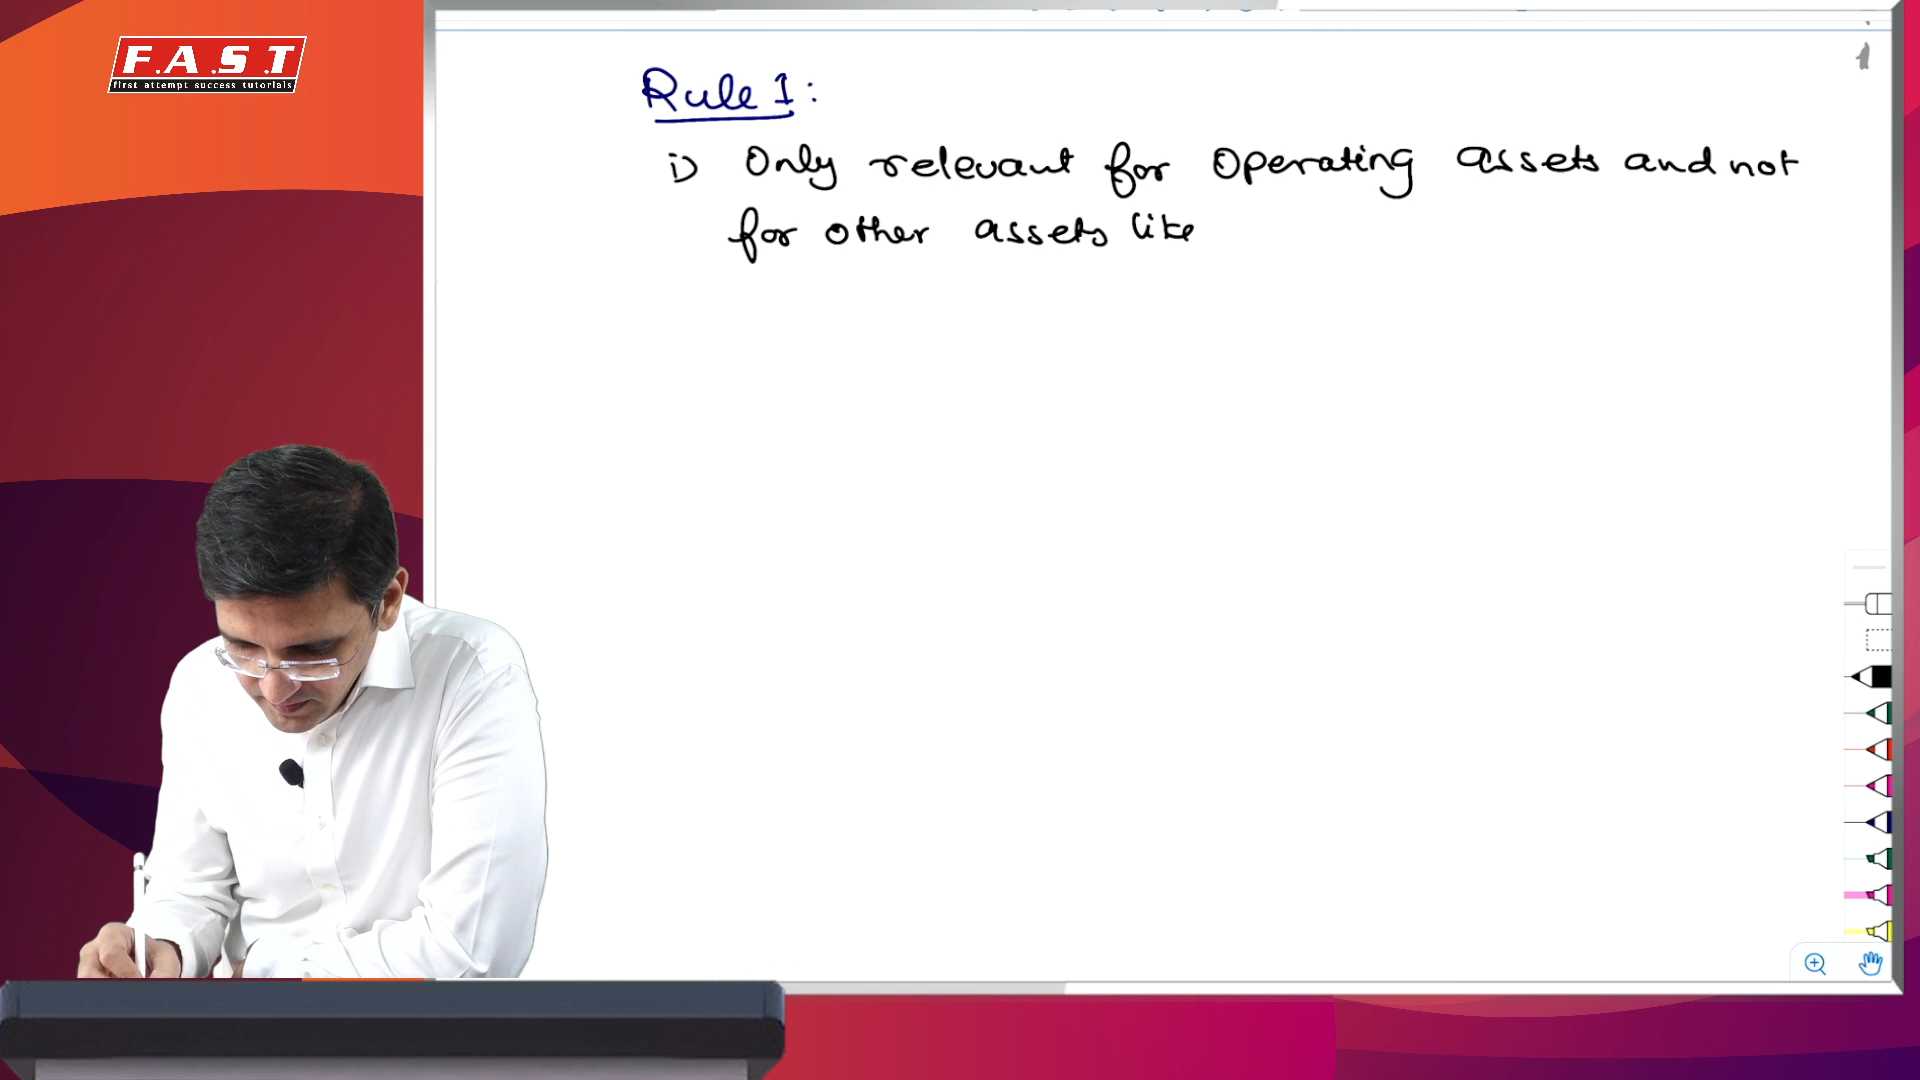 F.A.S.T
first attempt success tutorials
Rule 1:
i) Only relevant for Operating assets and not
for other assets like